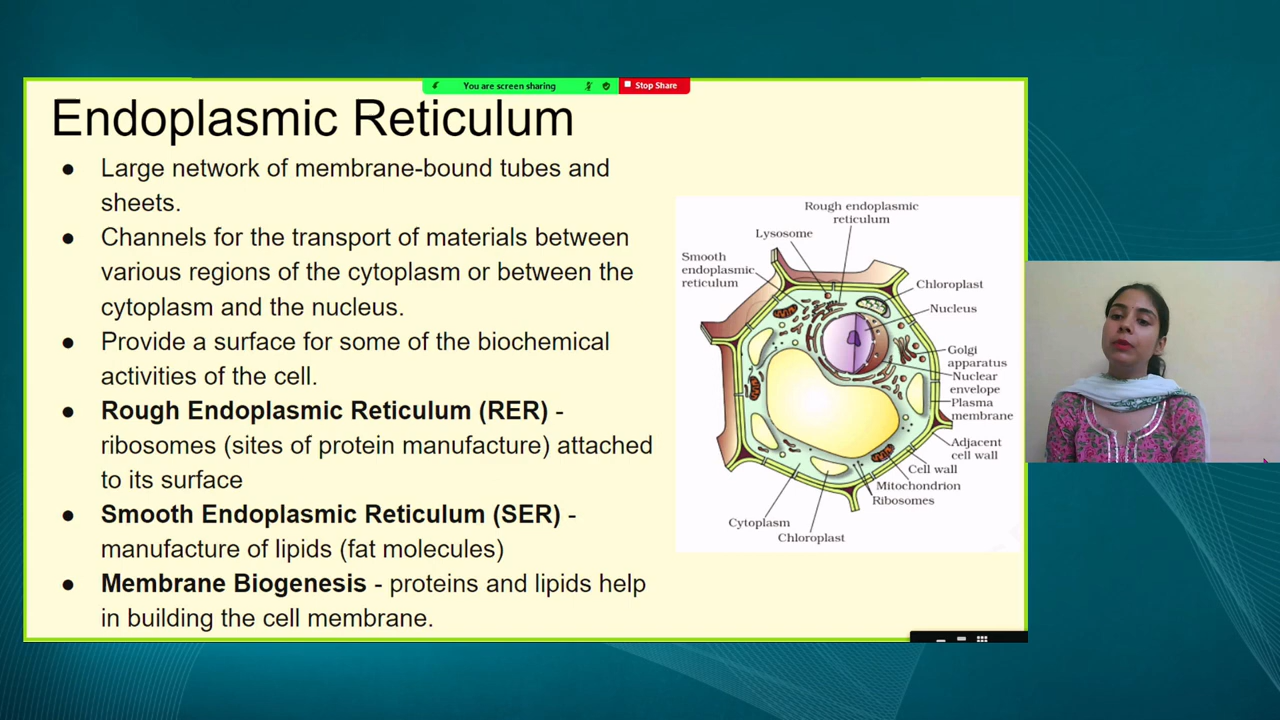 You are screen sharing
Stop Share
Endoplasmic Reticulum
● Large network of membrane-bound tubes and
sheets.
● Channels for the transport of materials between
various regions of the cytoplasm or between the
cytoplasm and the nucleus.
● Provide a surface for some of the biochemical
activities of the cell.
● Rough Endoplasmic Reticulum (RER) -
ribosomes (sites of protein manufacture) attached
to its surface
● Smooth Endoplasmic Reticulum (SER) -
manufacture of lipids (fat molecules)
● Membrane Biogenesis - proteins and lipids help
in building the cell membrane.
Rough endoplasmic
reticulum
Lysosome
Smooth
endoplasmic
reticulum
Chloroplast
Nucleus
Golgi
apparatus
Nuclear
envelope
Plasma
membrane
Adjacent
cell wall
Cell wall
Mitochondrion
Ribosomes
Cytoplasm
Chloroplast